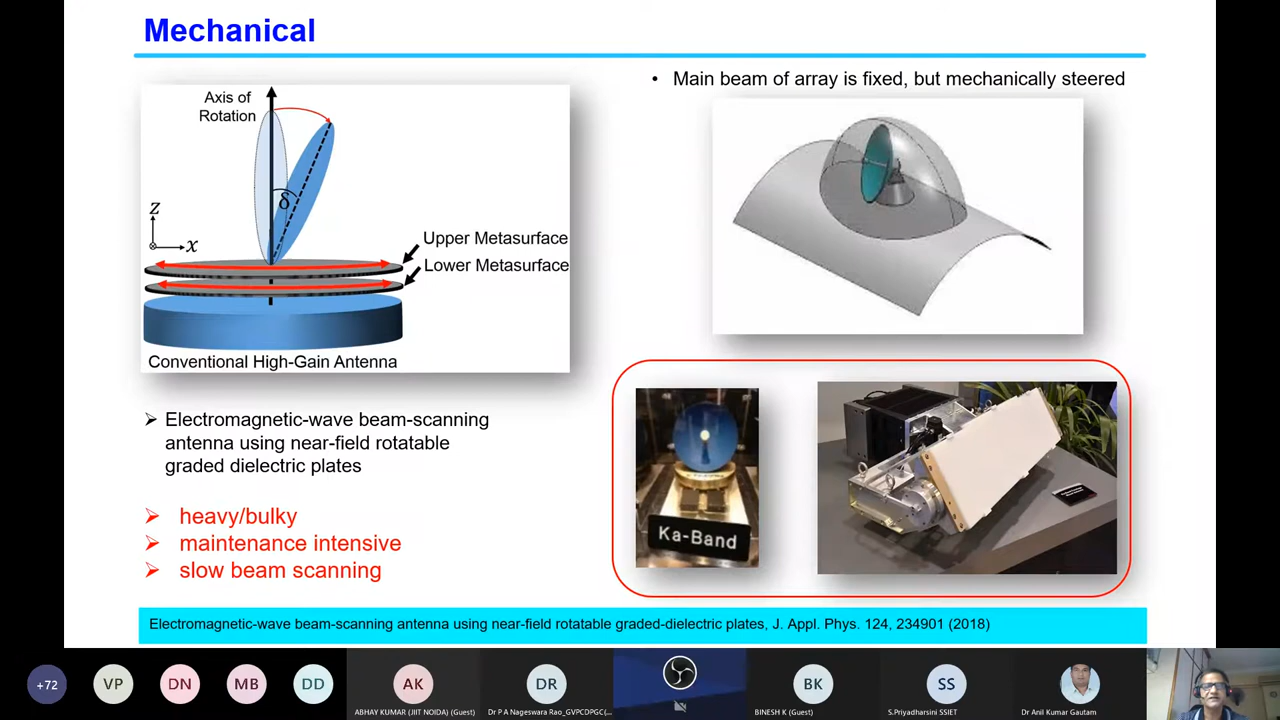 Mechanical
Axis of
Rotation
δ
z
x
Upper Metasurface
Lower Metasurface
Conventional High-Gain Antenna
• Main beam of array is fixed, but mechanically steered
➢ Electromagnetic-wave beam-scanning
antenna using near-field rotatable
graded dielectric plates
➢ heavy/bulky
➢ maintenance intensive
➢ slow beam scanning
Ka-Band
Electromagnetic-wave beam-scanning antenna using near-field rotatable graded-dielectric plates, J. Appl. Phys. 124, 234901 (2018)
+72
VP
DN
MB
DD
AK
ABHAY KUMAR (JIIT NOIDA) (Guest)
DR
Dr P A Nageswara Rao_GVPCDPGC(...
BK
BINESH K (Guest)
SS
S.Priyadharsini SSIET
Dr Anil Kumar Gautam